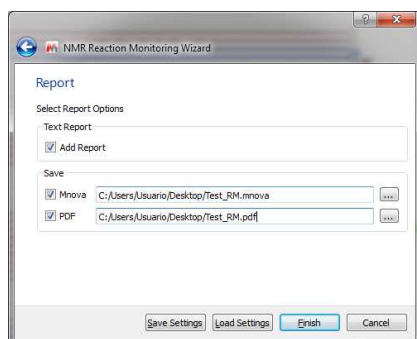 NMR Reaction Monitoring Wizard
Report
Select Report Options
Text Report
Add Report
Save
Mnova C:/Users/Usuario/Desktop/Test_RM.mnova ...
PDF C:/Users/Usuario/Desktop/Test_RM.pdf ...
Save Settings Load Settings Finish Cancel